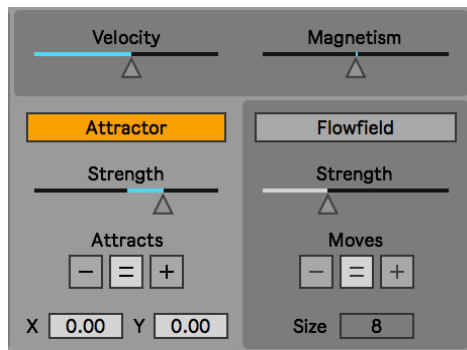 Velocity
Magnetism
Attractor
Flowfield
Strength
Strength
Attracts
Moves
− = +
− = +
X 0.00 Y 0.00
Size 8